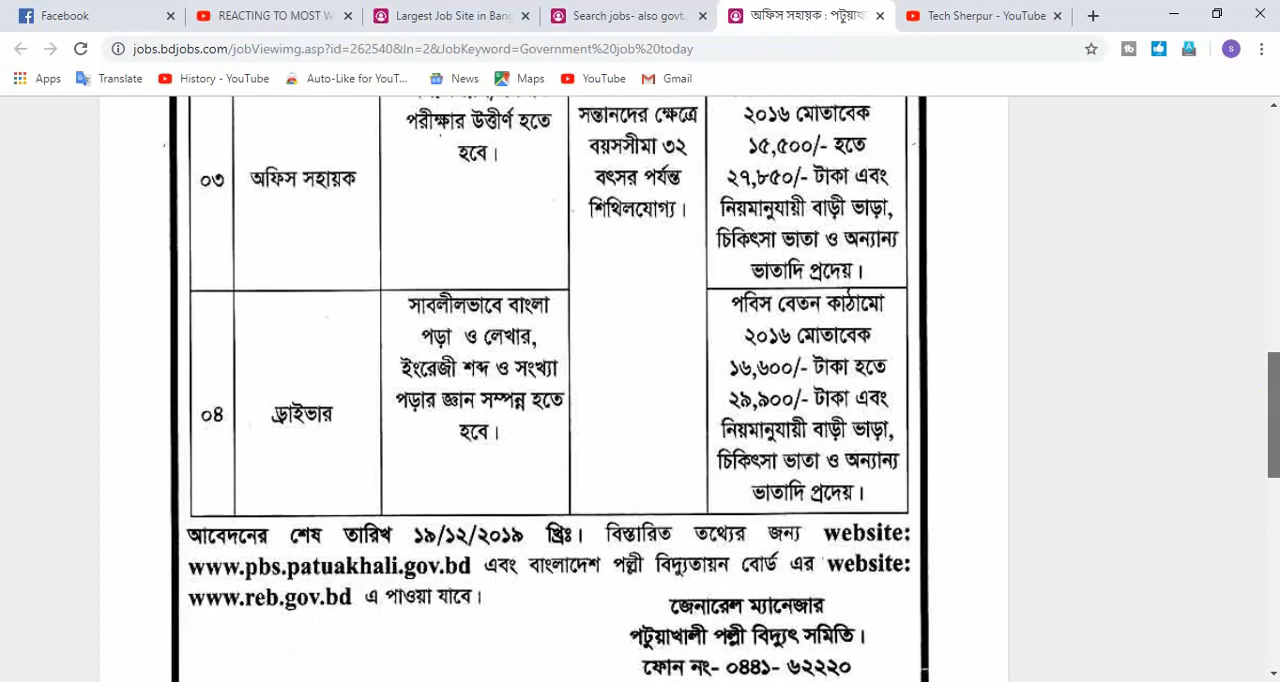 Facebook
REACTING TO MOST W
Largest Job Site in Ban
Search jobs- also govt.
অফিস সহায়ক : পটুয়াখা
Tech Sherpur - YouTube
jobs.bdjobs.com/jobViewimg.asp?id=262540&ln=2&JobKeyword=Government%20job%20today
Apps
Translate
History - YouTube
Auto-Like for YouT...
News
Maps
YouTube
Gmail
০৩
অফিস সহায়ক
পরীক্ষার উত্তীর্ণ হতে
হবে।
সন্তানদের ক্ষেত্রে
বয়সসীমা ৩২
বৎসর পর্যন্ত
শিথিলযোগ্য।
২০১৬ মোতাবেক
১৫,৫০০/- হতে
২৭,৮৫০/- টাকা এবং
নিয়মানুযায়ী বাড়ী ভাড়া,
চিকিৎসা ভাতা ও অন্যান্য
ভাতাদি প্রদেয়।
০৪
ড্রাইভার
সাবলীলভাবে বাংলা
পড়া ও লেখার,
ইংরেজী শব্দ ও সংখ্যা
পড়ার জ্ঞান সম্পন্ন হতে
হবে।
পবিস বেতন কাঠামো
২০১৬ মোতাবেক
১৬,৬০০/- টাকা হতে
২৯,৯০০/- টাকা এবং
নিয়মানুযায়ী বাড়ী ভাড়া,
চিকিৎসা ভাতা ও অন্যান্য
ভাতাদি প্রদেয়।
আবেদনের শেষ তারিখ ১৯/১২/২০১৯ খ্রিঃ। বিস্তারিত তথ্যের জন্য website:
www.pbs.patuakhali.gov.bd এবং বাংলাদেশ পল্লী বিদ্যুতায়ন বোর্ড এর website:
www.reb.gov.bd এ পাওয়া যাবে।
জেনারেল ম্যানেজার
পটুয়াখালী পল্লী বিদ্যুৎ সমিতি।
ফোন নং- ০৪৪১- ৬২২২০